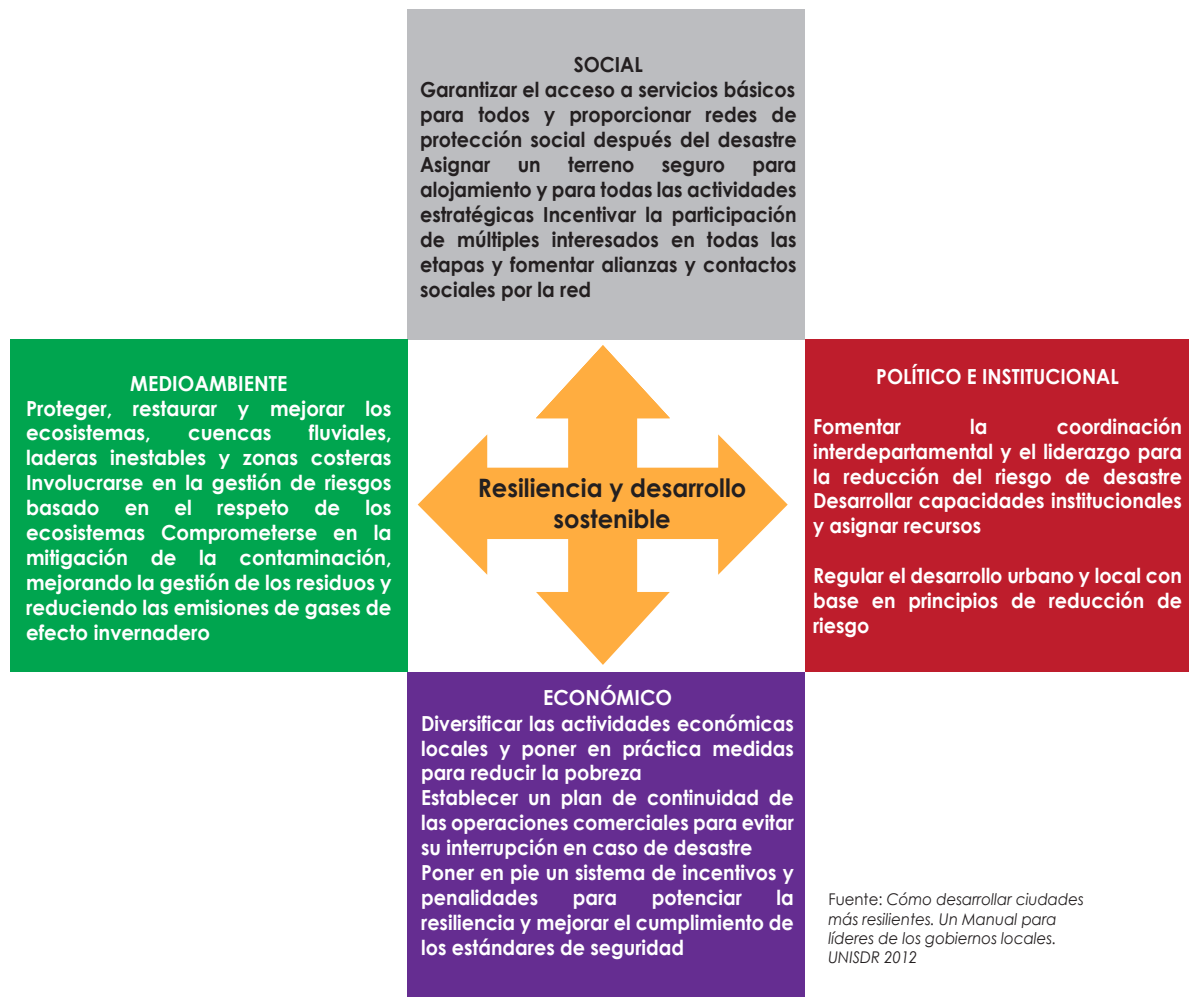 SOCIAL
Garantizar el acceso a servicios básicos
para todos y proporcionar redes de
protección social después del desastre
Asignar un terreno seguro para
alojamiento y para todas las actividades
estratégicas Incentivar la participación
de múltiples interesados en todas las
etapas y fomentar alianzas y contactos
sociales por la red
MEDIOAMBIENTE
Proteger, restaurar y mejorar los
ecosistemas, cuencas fluviales,
laderas inestables y zonas costeras
Involucrarse en la gestión de riesgos
basado en el respeto de los
ecosistemas Comprometerse en la
mitigación de la contaminación,
mejorando la gestión de los residuos y
reduciendo las emisiones de gases de
efecto invernadero
Resiliencia y desarrollo
sostenible
POLÍTICO E INSTITUCIONAL
Fomentar la coordinación
interdepartamental y el liderazgo para
la reducción del riesgo de desastre
Desarrollar capacidades institucionales
y asignar recursos
Regular el desarrollo urbano y local con
base en principios de reducción de
riesgo
ECONÓMICO
Diversificar las actividades económicas
locales y poner en práctica medidas
para reducir la pobreza
Establecer un plan de continuidad de
las operaciones comerciales para evitar
su interrupción en caso de desastre
Poner en pie un sistema de incentivos y
penalidades para potenciar la
resiliencia y mejorar el cumplimiento de
los estándares de seguridad
Fuente: Cómo desarrollar ciudades
más resilientes. Un Manual para
líderes de los gobiernos locales.
UNISDR 2012